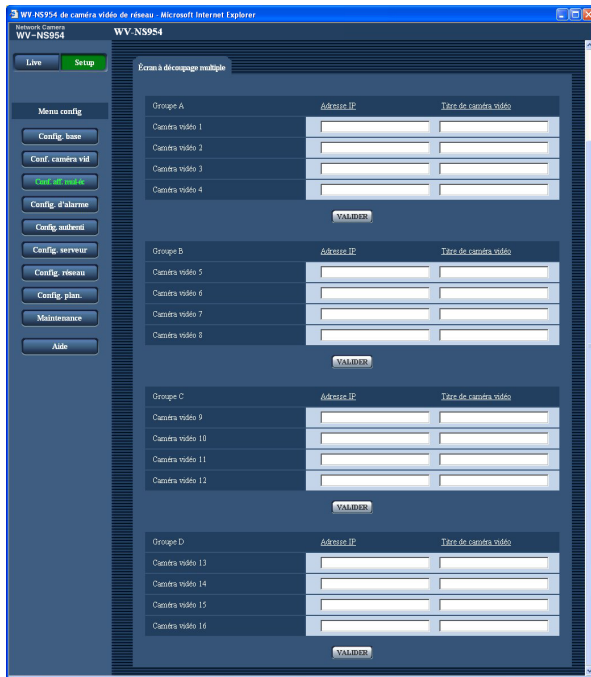 WV-NS954 de caméra vidéo de réseau - Microsoft Internet Explorer
Network Camera
WV-NS954
WV-NS954
Live
Setup
Écran à découpage multiple
Menu config
Config. base
Conf. caméra vid
Conf. aff. mul-éc
Config. d'alarme
Config. authenti
Config. serveur
Config. réseau
Config. plan.
Maintenance
Aide
Groupe A Adresse IP Titre de caméra vidéo
Caméra vidéo 1
Caméra vidéo 2
Caméra vidéo 3
Caméra vidéo 4
VALIDER
Groupe B Adresse IP Titre de caméra vidéo
Caméra vidéo 5
Caméra vidéo 6
Caméra vidéo 7
Caméra vidéo 8
VALIDER
Groupe C Adresse IP Titre de caméra vidéo
Caméra vidéo 9
Caméra vidéo 10
Caméra vidéo 11
Caméra vidéo 12
VALIDER
Groupe D Adresse IP Titre de caméra vidéo
Caméra vidéo 13
Caméra vidéo 14
Caméra vidéo 15
Caméra vidéo 16
VALIDER